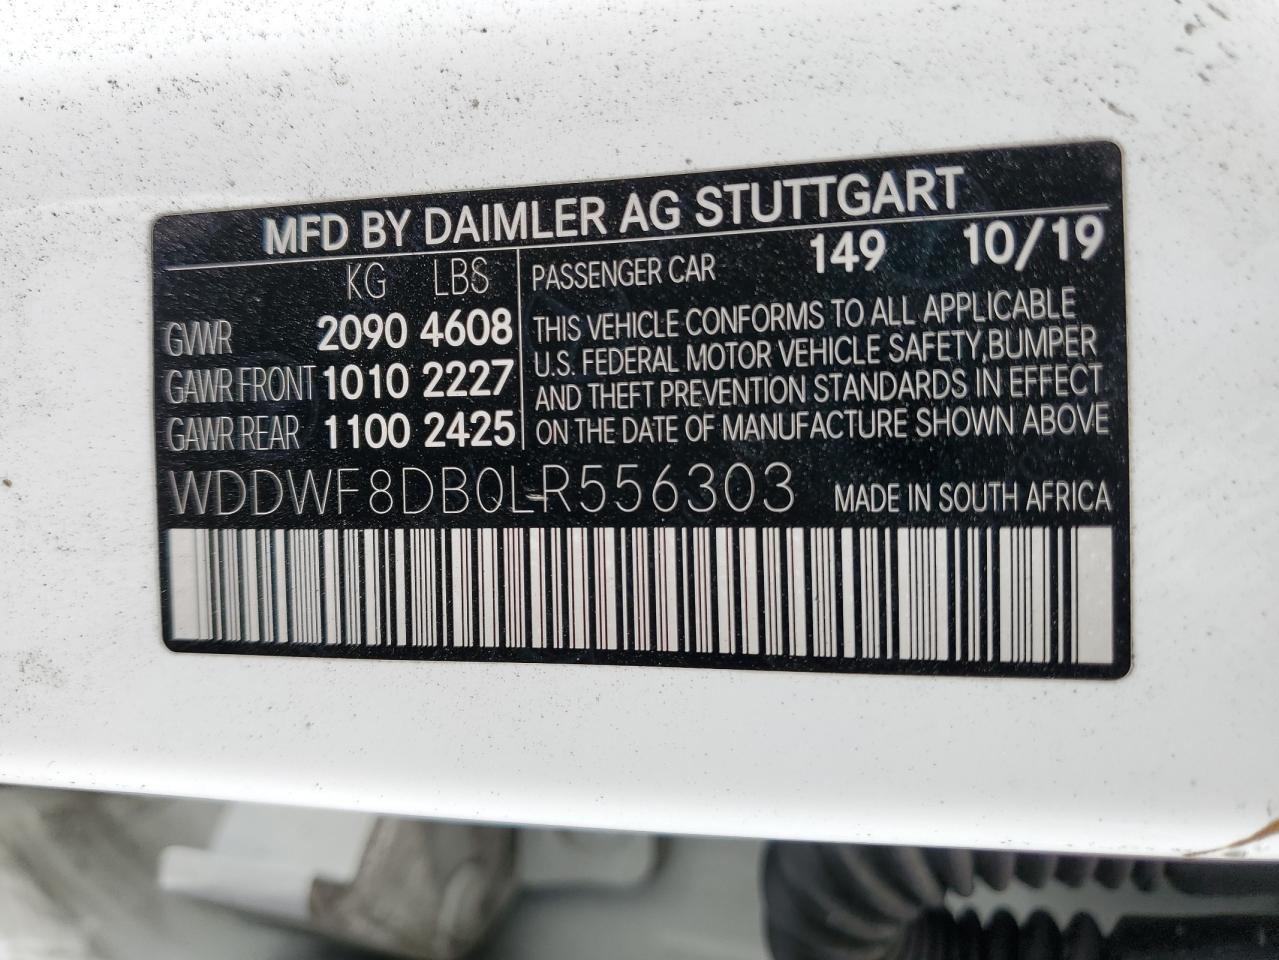 MFD BY DAIMLER AG STUTTGART
KG LBS
GVWR 2090 4608
GAWR FRONT 1010 2227
GAWR REAR 1100 2425
PASSENGER CAR 149 10/19
THIS VEHICLE CONFORMS TO ALL APPLICABLE
U.S. FEDERAL MOTOR VEHICLE SAFETY,BUMPER
AND THEFT PREVENTION STANDARDS IN EFFECT
ON THE DATE OF MANUFACTURE SHOWN ABOVE
WDDWF8DB0LR556303 MADE IN SOUTH AFRICA